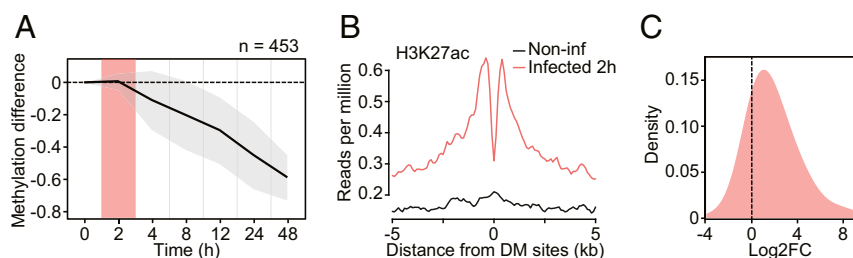 A
n = 453
Methylation difference
0
-0.2
-0.4
-0.6
-0.8
0 2 4 8 12 24 48
Time (h)
B
H3K27ac
Non-inf
Infected 2h
Reads per million
0.6
0.5
0.4
0.3
0.2
-5 0 5
Distance from DM sites (kb)
C
Density
0.15
0.10
0.05
0.00
-4 0 4 8
Log2FC